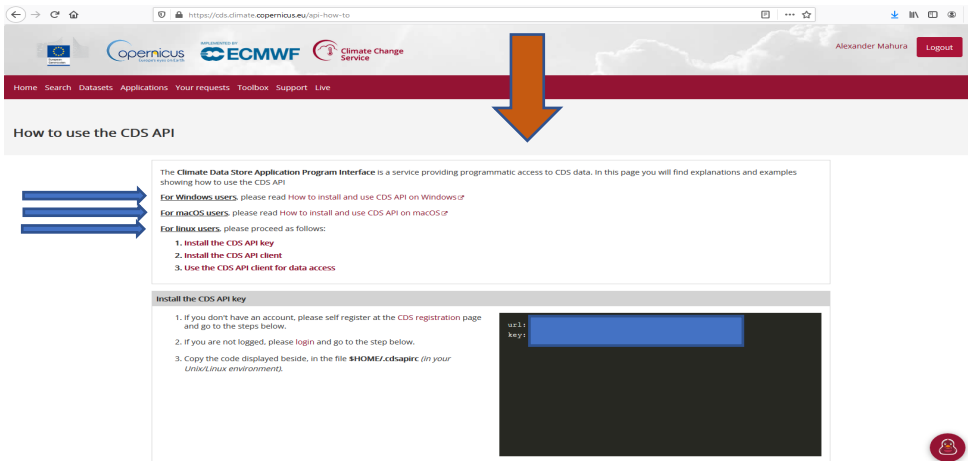 https://cds.climate.copernicus.eu/api-how-to
opernicus
IMPLEMENTED BY
ECMWF
Climate Change
Service
Alexander Mahura
Logout
Home Search Datasets Applications Your requests Toolbox Support Live
How to use the CDS API
The Climate Data Store Application Program Interface is a service providing programmatic access to CDS data. In this page you will find explanations and examples
showing how to use the CDS API
For Windows users, please read How to install and use CDS API on Windows
For macOS users, please read How to install and use CDS API on macOS
For linux users, please proceed as follows:
1. Install the CDS API key
2. Install the CDS API client
3. Use the CDS API client for data access
Install the CDS API key
1. If you don't have an account, please self register at the CDS registration page
and go to the steps below.
2. If you are not logged, please login and go to the step below.
3. Copy the code displayed beside, in the file $HOME/.cdsapirc (in your
Unix/Linux environment).
url:
key: